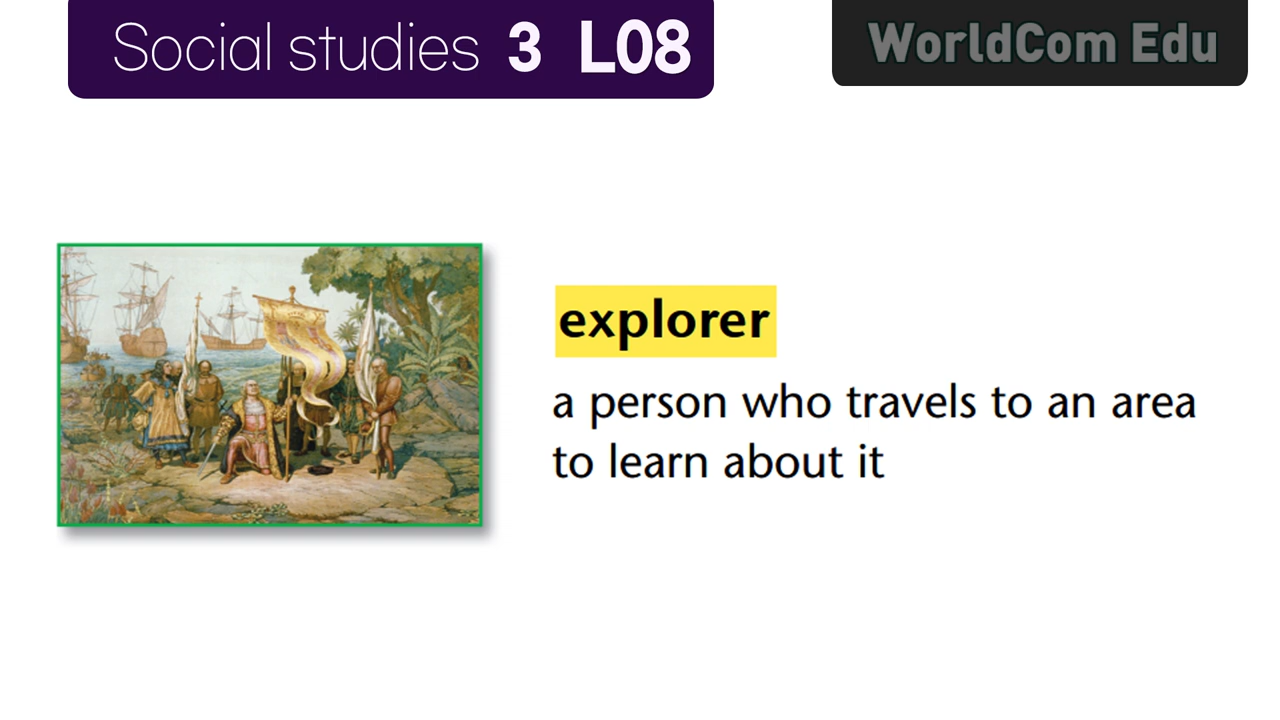 Social studies 3 L08
WorldCom Edu
explorer
a person who travels to an area
to learn about it